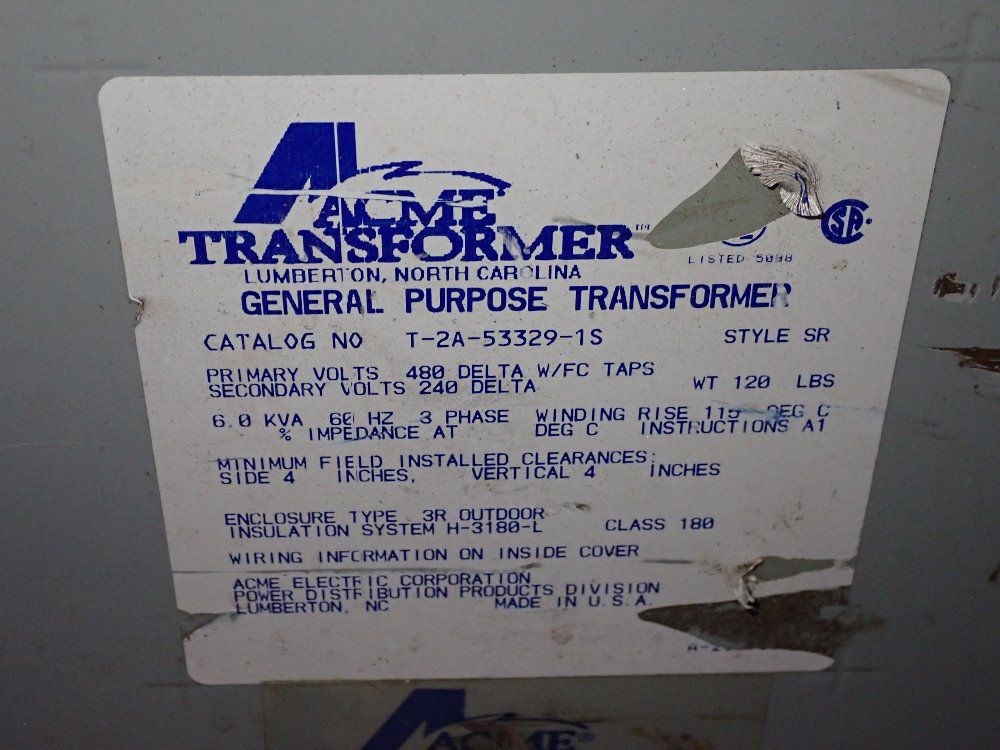 ACME
TRANSFORMER™
LUMBERTON, NORTH CAROLINA
LISTED 5098
GENERAL PURPOSE TRANSFORMER
CATALOG NO T-2A-53329-1S STYLE SR
PRIMARY VOLTS 480 DELTA W/FC TAPS
SECONDARY VOLTS 240 DELTA WT 120 LBS
6.0 KVA 60 HZ 3 PHASE WINDING RISE 115 DEG C
% IMPEDANCE AT DEG C INSTRUCTIONS A1
MINIMUM FIELD INSTALLED CLEARANCES:
SIDE 4 INCHES, VERTICAL 4 INCHES
ENCLOSURE TYPE 3R OUTDOOR
INSULATION SYSTEM H-3180-L CLASS 180
WIRING INFORMATION ON INSIDE COVER
ACME ELECTRIC CORPORATION
POWER DISTRIBUTION PRODUCTS DIVISION
LUMBERTON, NC MADE IN U.S.A.
ACME®